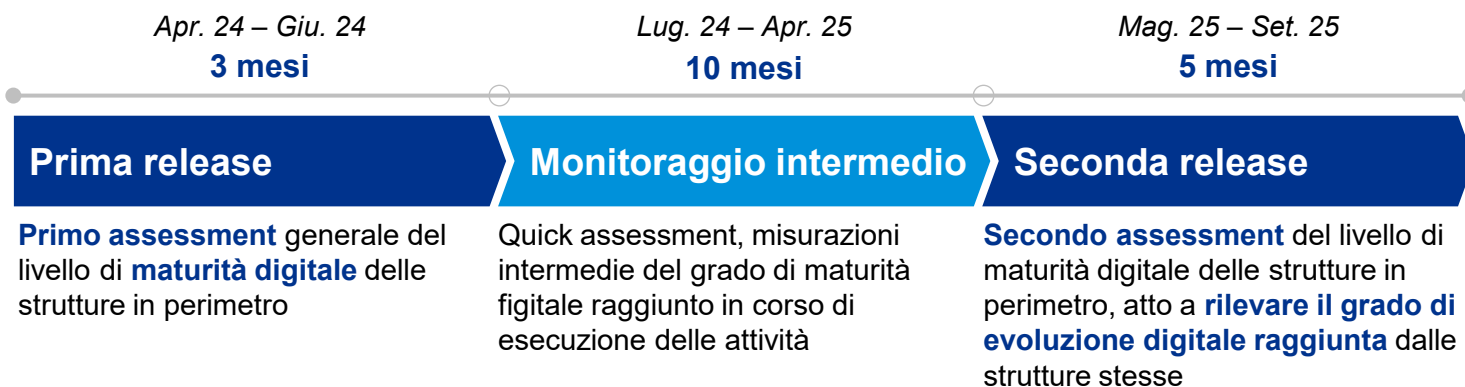 Apr. 24 – Giu. 24
3 mesi
Lug. 24 – Apr. 25
10 mesi
Mag. 25 – Set. 25
5 mesi
Prima release
Monitoraggio intermedio
Seconda release
Primo assessment generale del
livello di maturità digitale delle
strutture in perimetro
Quick assessment, misurazioni
intermedie del grado di maturità
figitale raggiunto in corso di
esecuzione delle attività
Secondo assessment del livello di
maturità digitale delle strutture in
perimetro, atto a rilevare il grado di
evoluzione digitale raggiunta dalle
strutture stesse